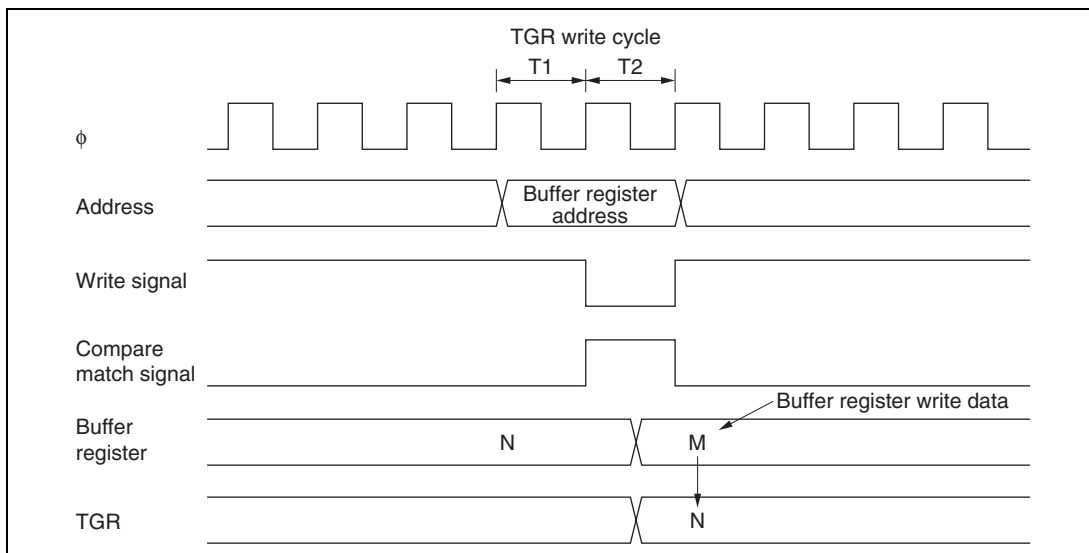 TGR write cycle
T1 T2
ϕ
Address
Buffer register
address
Write signal
Compare
match signal
Buffer register write data
Buffer
register
N M
TGR
N